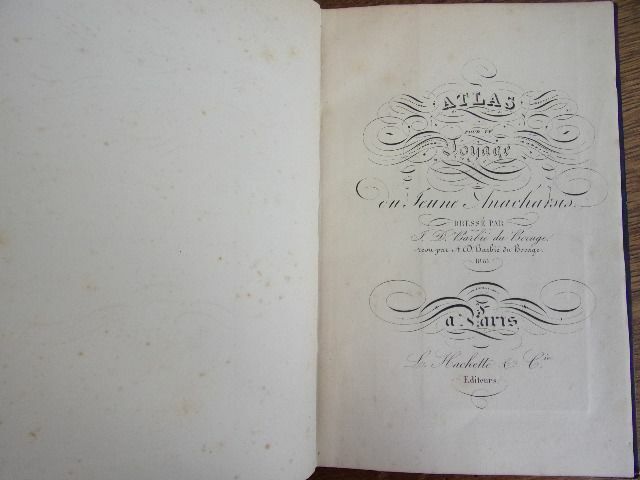 ATLAS
POUR LE
Voyage
du Jeune Anacharsis.
DRESSÉ PAR
J. D. Barbié du Bocage,
revu par A. D. Barbié du Bocage.
a Paris
L. Hachette & Cie
Editeurs